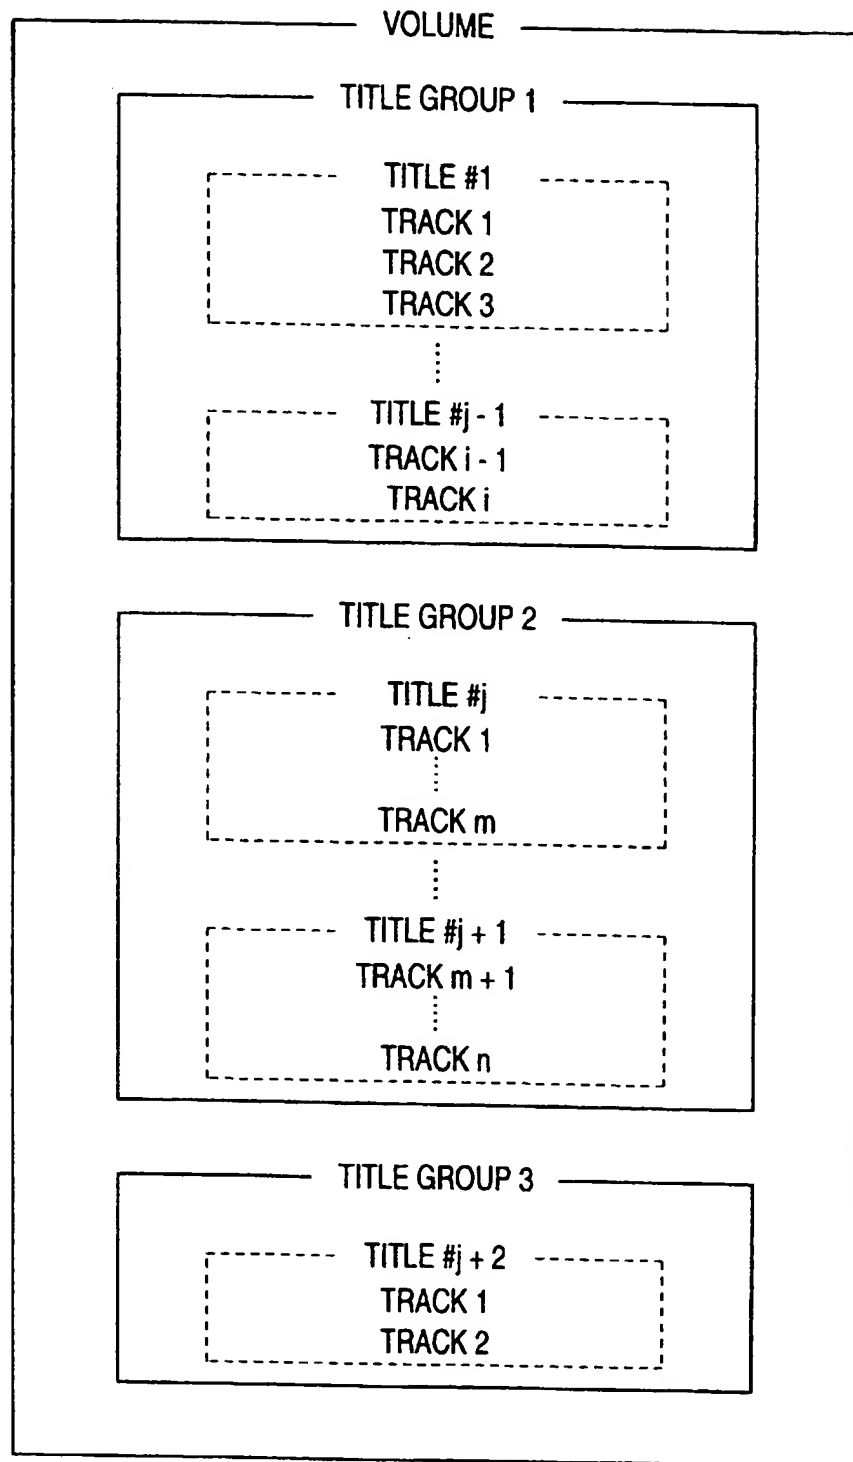 VOLUME
TITLE GROUP 1
TITLE #1
TRACK 1
TRACK 2
TRACK 3
TITLE #j - 1
TRACK i - 1
TRACK i
TITLE GROUP 2
TITLE #j
TRACK 1
TRACK m
TITLE #j + 1
TRACK m + 1
TRACK n
TITLE GROUP 3
TITLE #j + 2
TRACK 1
TRACK 2